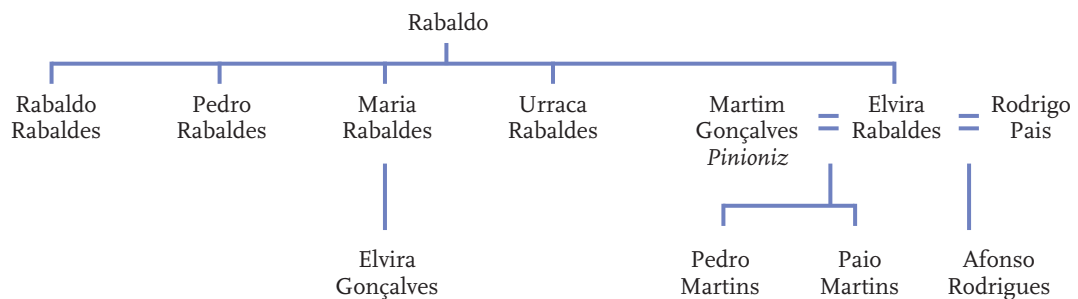 Rabaldo
Rabaldo
Rabaldes
Pedro
Rabaldes
Maria
Rabaldes
Urraca
Rabaldes
Martim
Gonçalves
Pinioniz
Elvira
Rabaldes
Rodrigo
Pais
Elvira
Gonçalves
Pedro
Martins
Paio
Martins
Afonso
Rodrigues